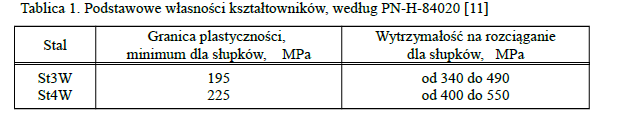 Tablica 1. Podstawowe własności kształtowników, według PN-H-84020 [11]
Stal
Granica plastyczności,
minimum dla słupków, MPa
Wytrzymałość na rozciąganie
dla słupków, MPa
St3W 195 od 340 do 490
St4W 225 od 400 do 550